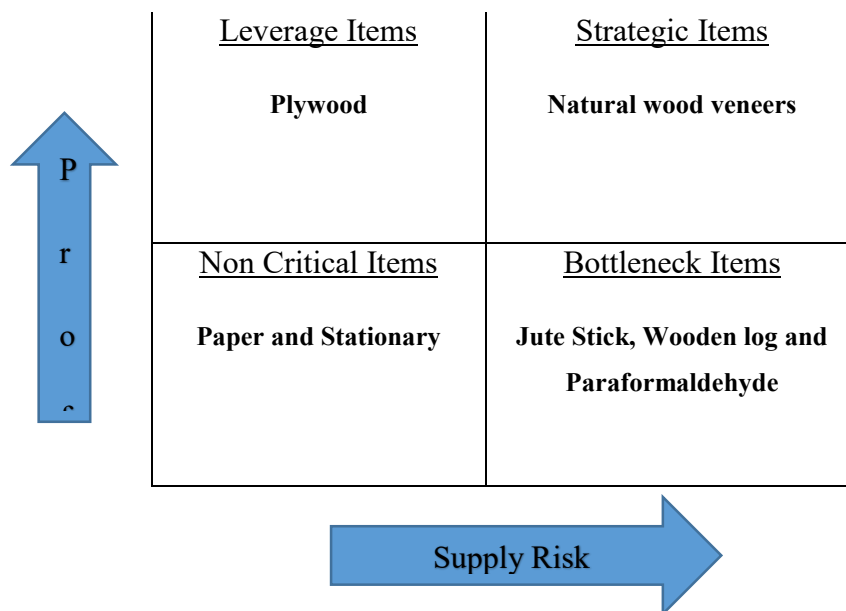 Leverage Items
Strategic Items
Plywood
Natural wood veneers
P
r
o
Non Critical Items
Bottleneck Items
Paper and Stationary
Jute Stick, Wooden log and
Paraformaldehyde
Supply Risk